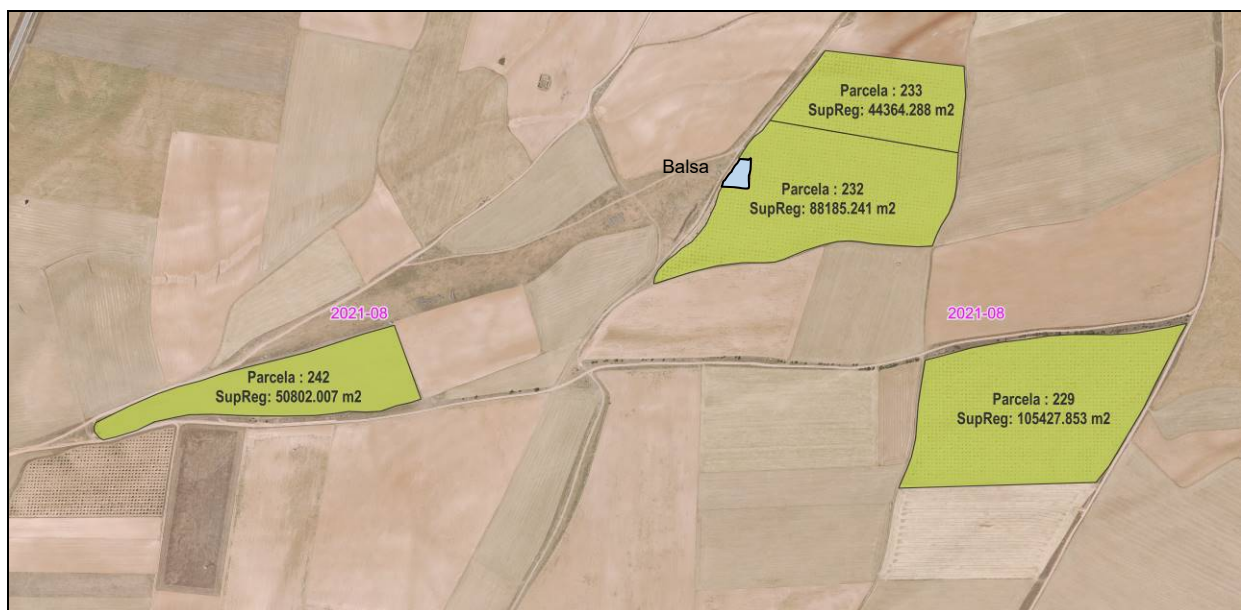 Parcela : 233
SupReg: 44364.288 m2
Balsa
Parcela : 232
SupReg: 88185.241 m2
2021-08
2021-08
Parcela : 242
SupReg: 50802.007 m2
Parcela : 229
SupReg: 105427.853 m2